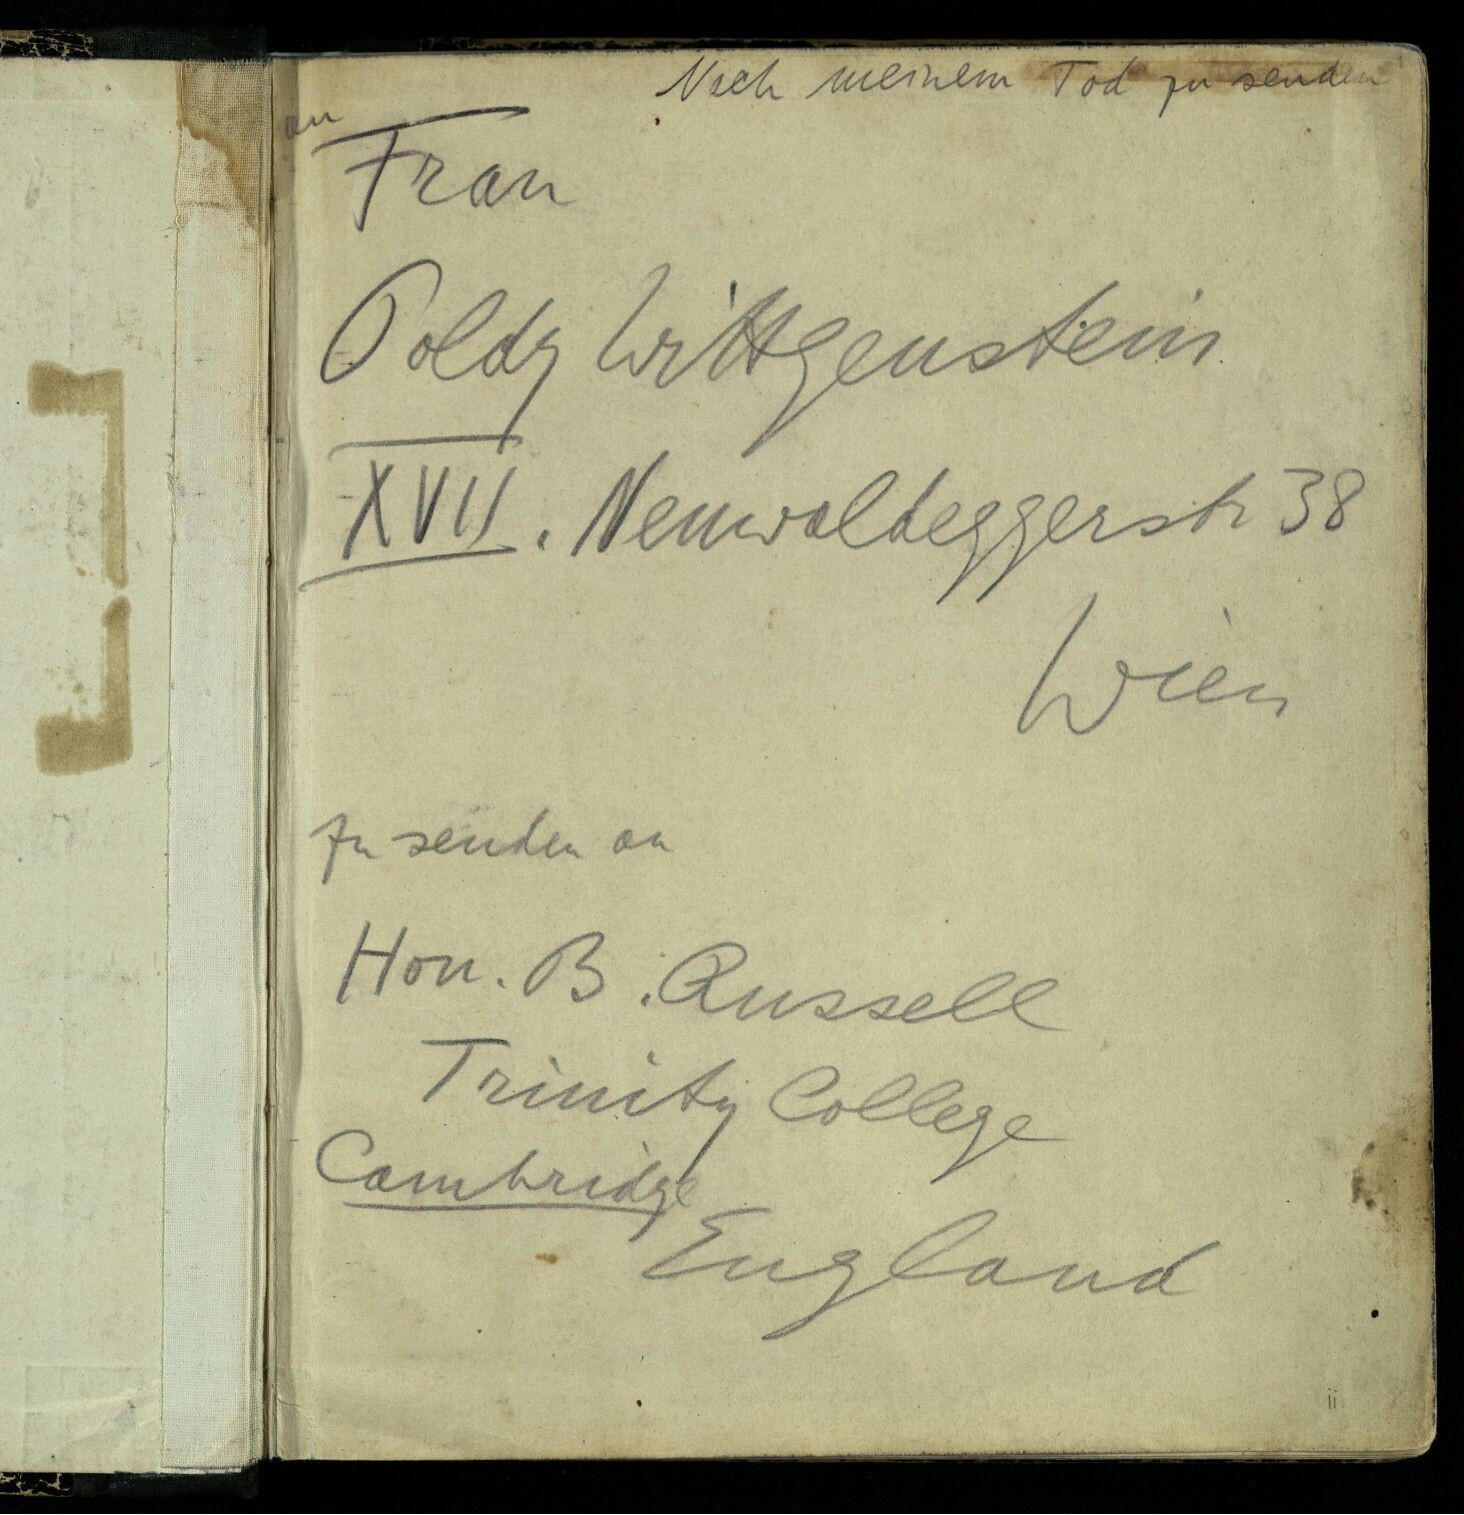 Nach meinem Tod zu senden
an
Frau
Poldy Wittgenstein
XVII. Neuwaldeggerstr 38
Wien
zu senden an
Hon. B. Russell
Trinity College
Cambridge
England
ii